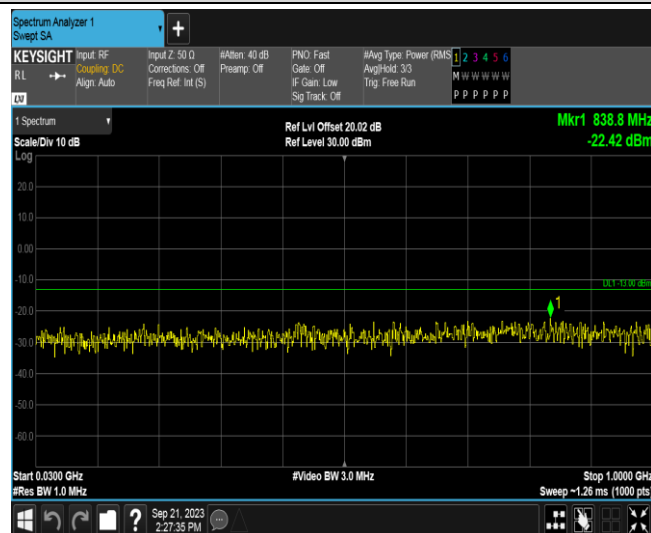 Spectrum Analyzer 1
Swept SA
+
KEYSIGHT
RL
Input: RF
Coupling: DC
Align: Auto
Input Z: 50 Ω
Corrections: Off
Freq Ref: Int (S)
#Atten: 40 dB
Preamp: Off
PNO: Fast
Gate: Off
IF Gain: Low
Sig Track: Off
#Avg Type: Power (RMS
Avg|Hold: 3/3
Trig: Free Run
1 2 3 4 5 6
M W W W W W
P P P P P P
1 Spectrum
Scale/Div 10 dB
Ref Lvl Offset 20.02 dB
Ref Level 30.00 dBm
Mkr1 838.8 MHz
-22.42 dBm
Log
20.0
10.0
0.00
-10.0
DL1 -13.00 dBm
-20.0
1
-30.0
-40.0
-50.0
-60.0
Start 0.0300 GHz
#Video BW 3.0 MHz
Stop 1.0000 GHz
#Res BW 1.0 MHz
Sweep ~1.26 ms (1000 pts)
?
Sep 21, 2023
2:27:35 PM